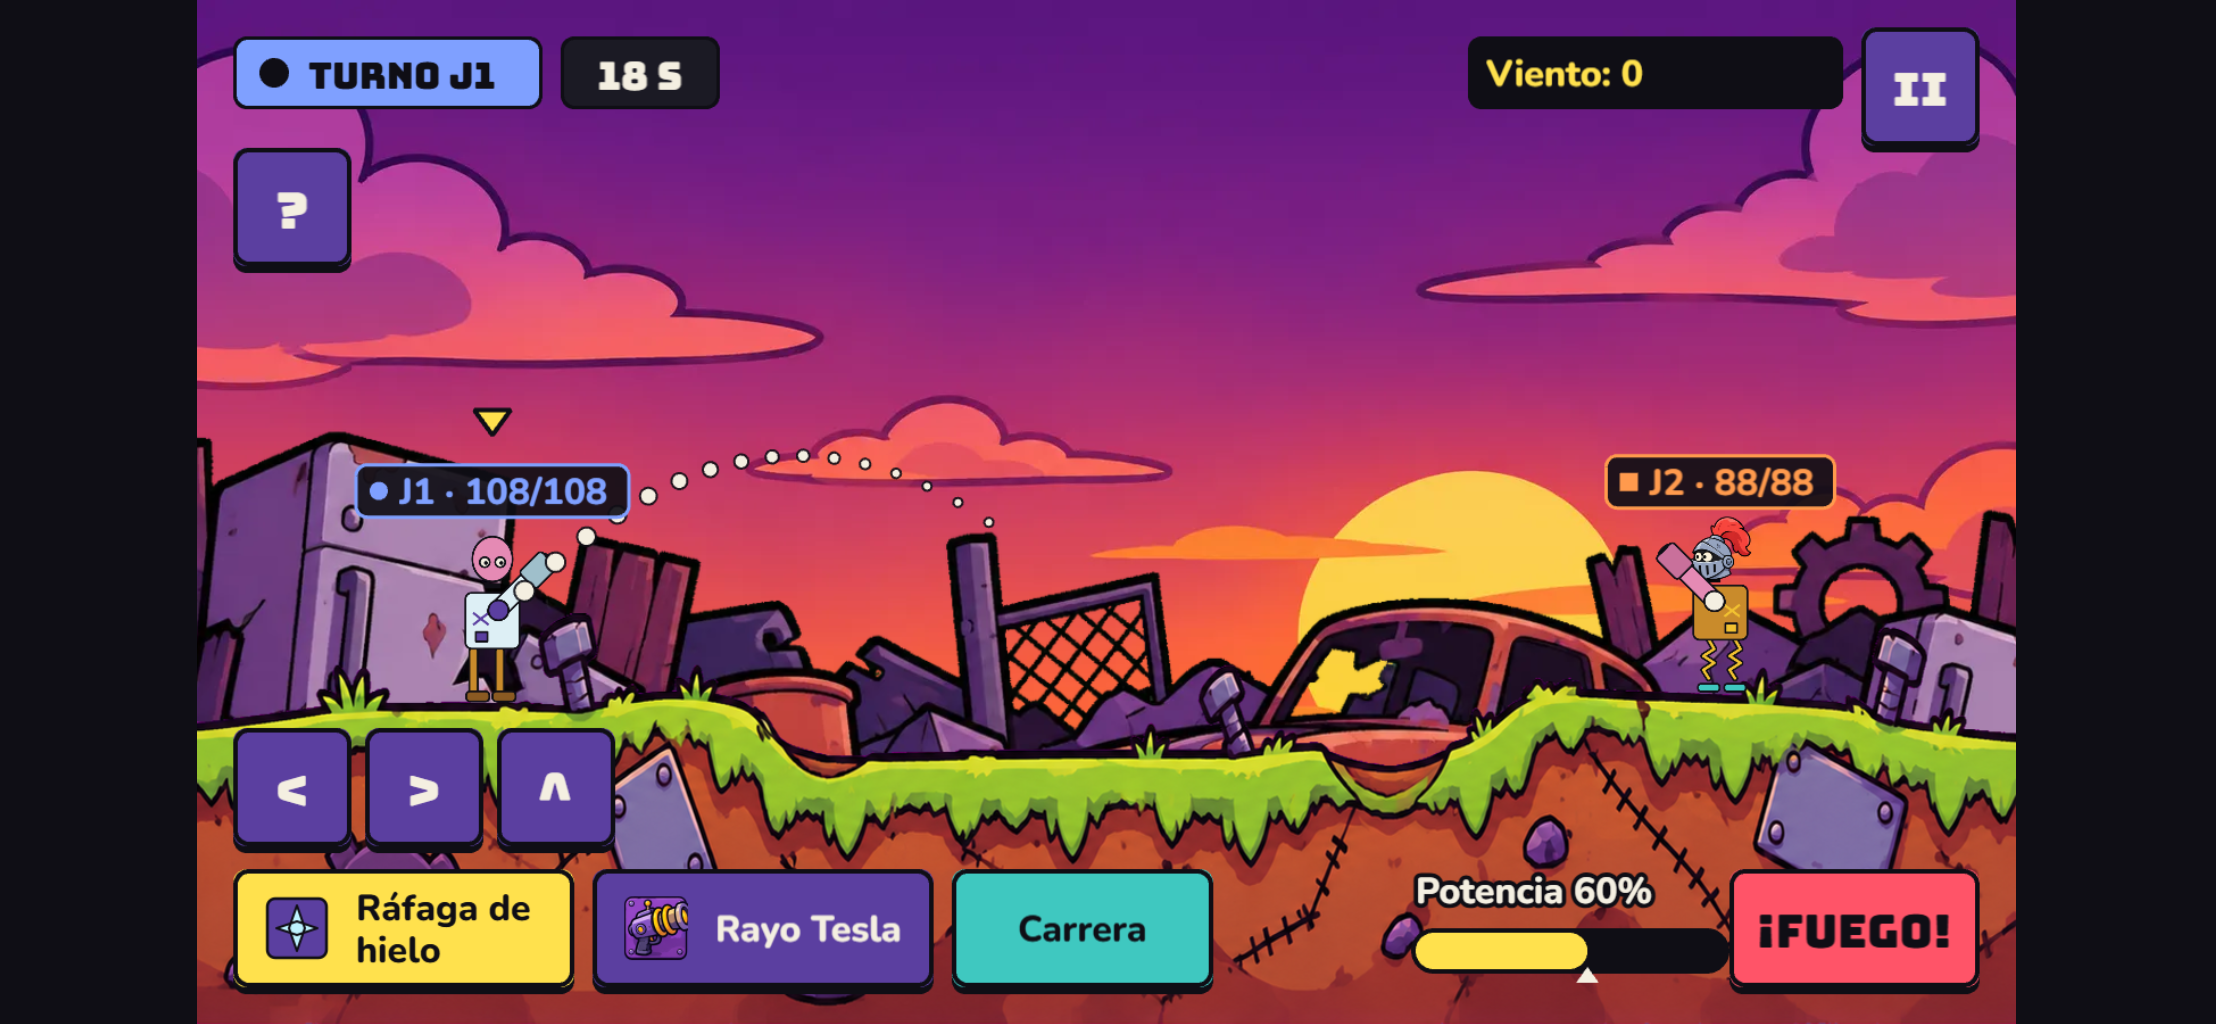 TURNO J1
18 S
Viento: 0
II
?
J1 · 108/108
J2 · 88/88
<
>
^
Ráfaga de
hielo
Rayo Tesla
Carrera
Potencia 60%
¡FUEGO!